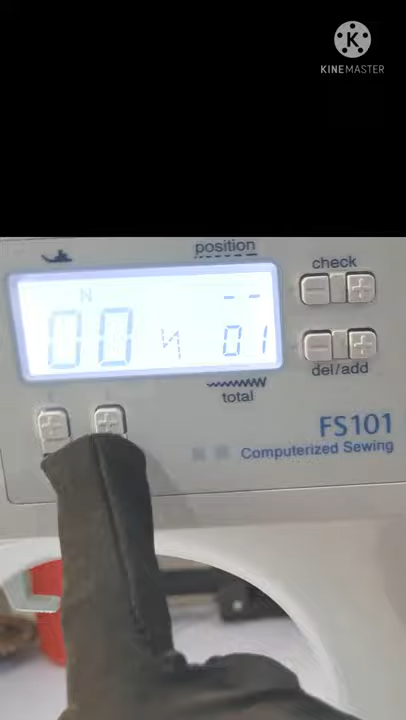 KINEMASTER
position
check
N
--
00 01
del/add
total
FS101
Computerized Sewing